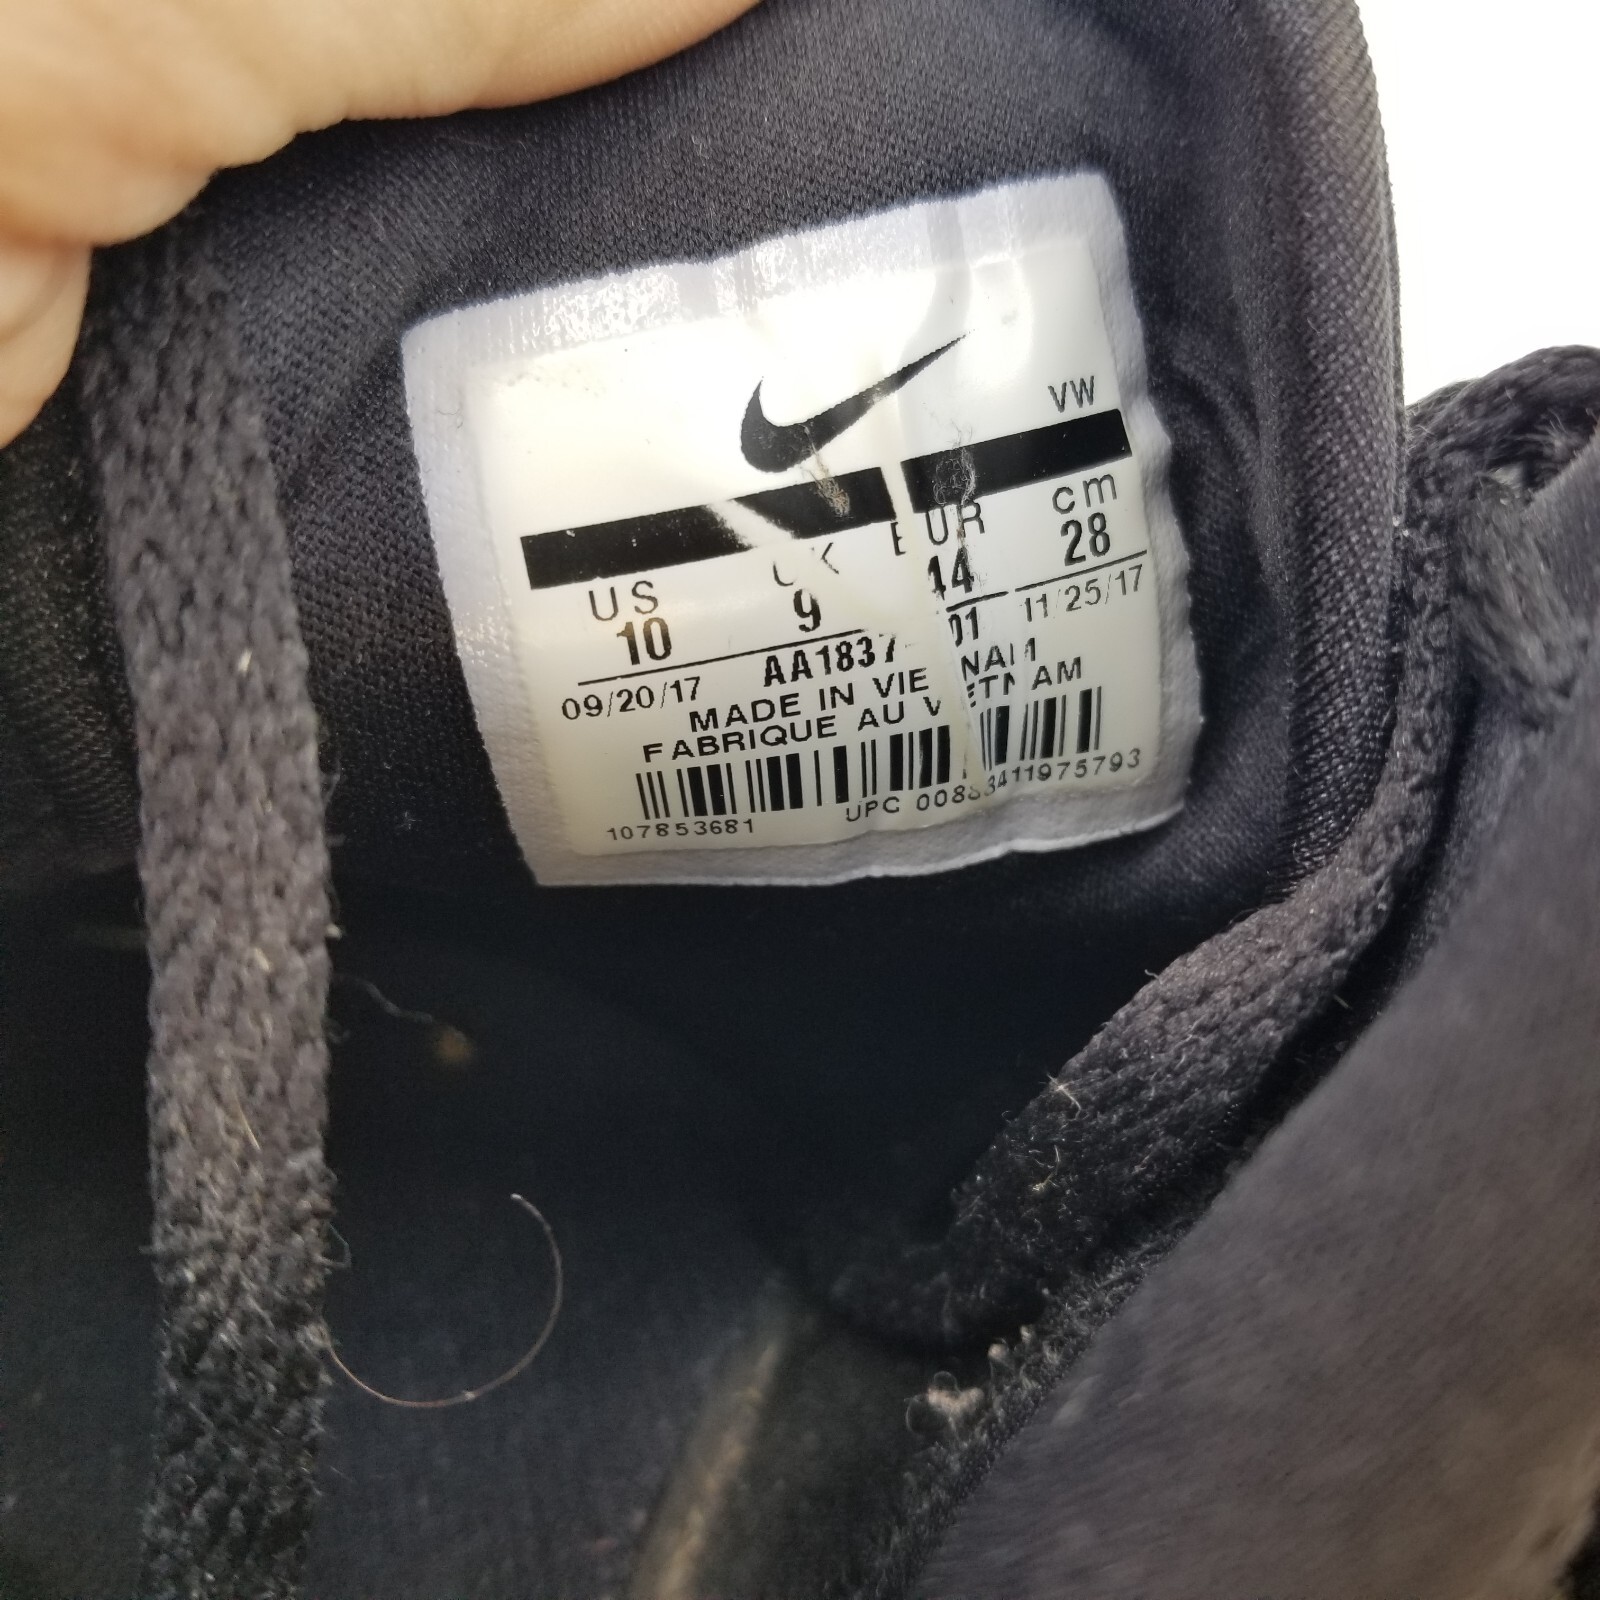 VW
US UK EUR cm
10 9 44 28
09/20/17 AA1837- 01 11/25/17
MADE IN VIETNAM
FABRIQUE AU VIETNAM
107853681 UPC 00883411975793